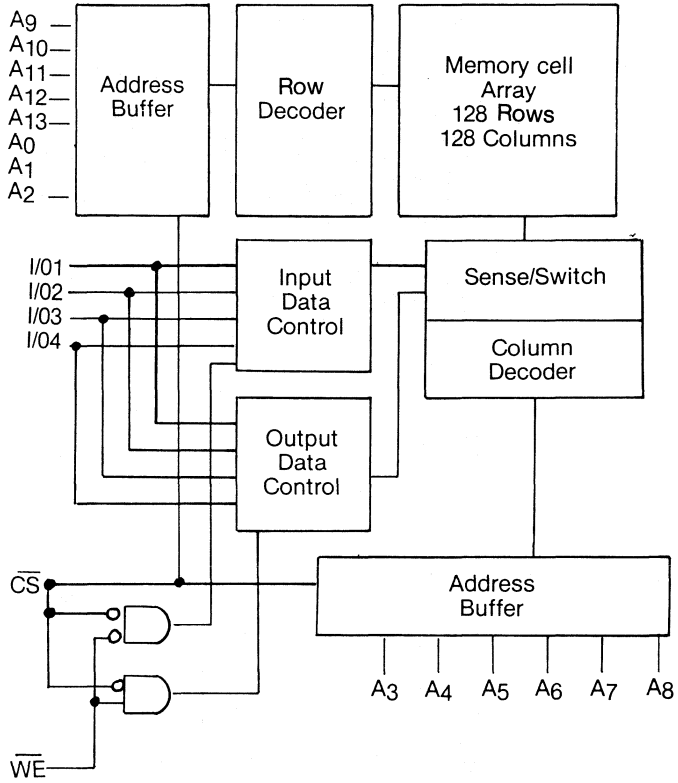 A9
A10
A11
A12
A13
A0
A1
A2
Address
Buffer
Row
Decoder
Memory cell
Array
128 Rows
128 Columns
I/01
I/02
I/03
I/04
Input
Data
Control
Sense/Switch
Column
Decoder
Output
Data
Control
CS
Address
Buffer
A3 A4 A5 A6 A7 A8
WE